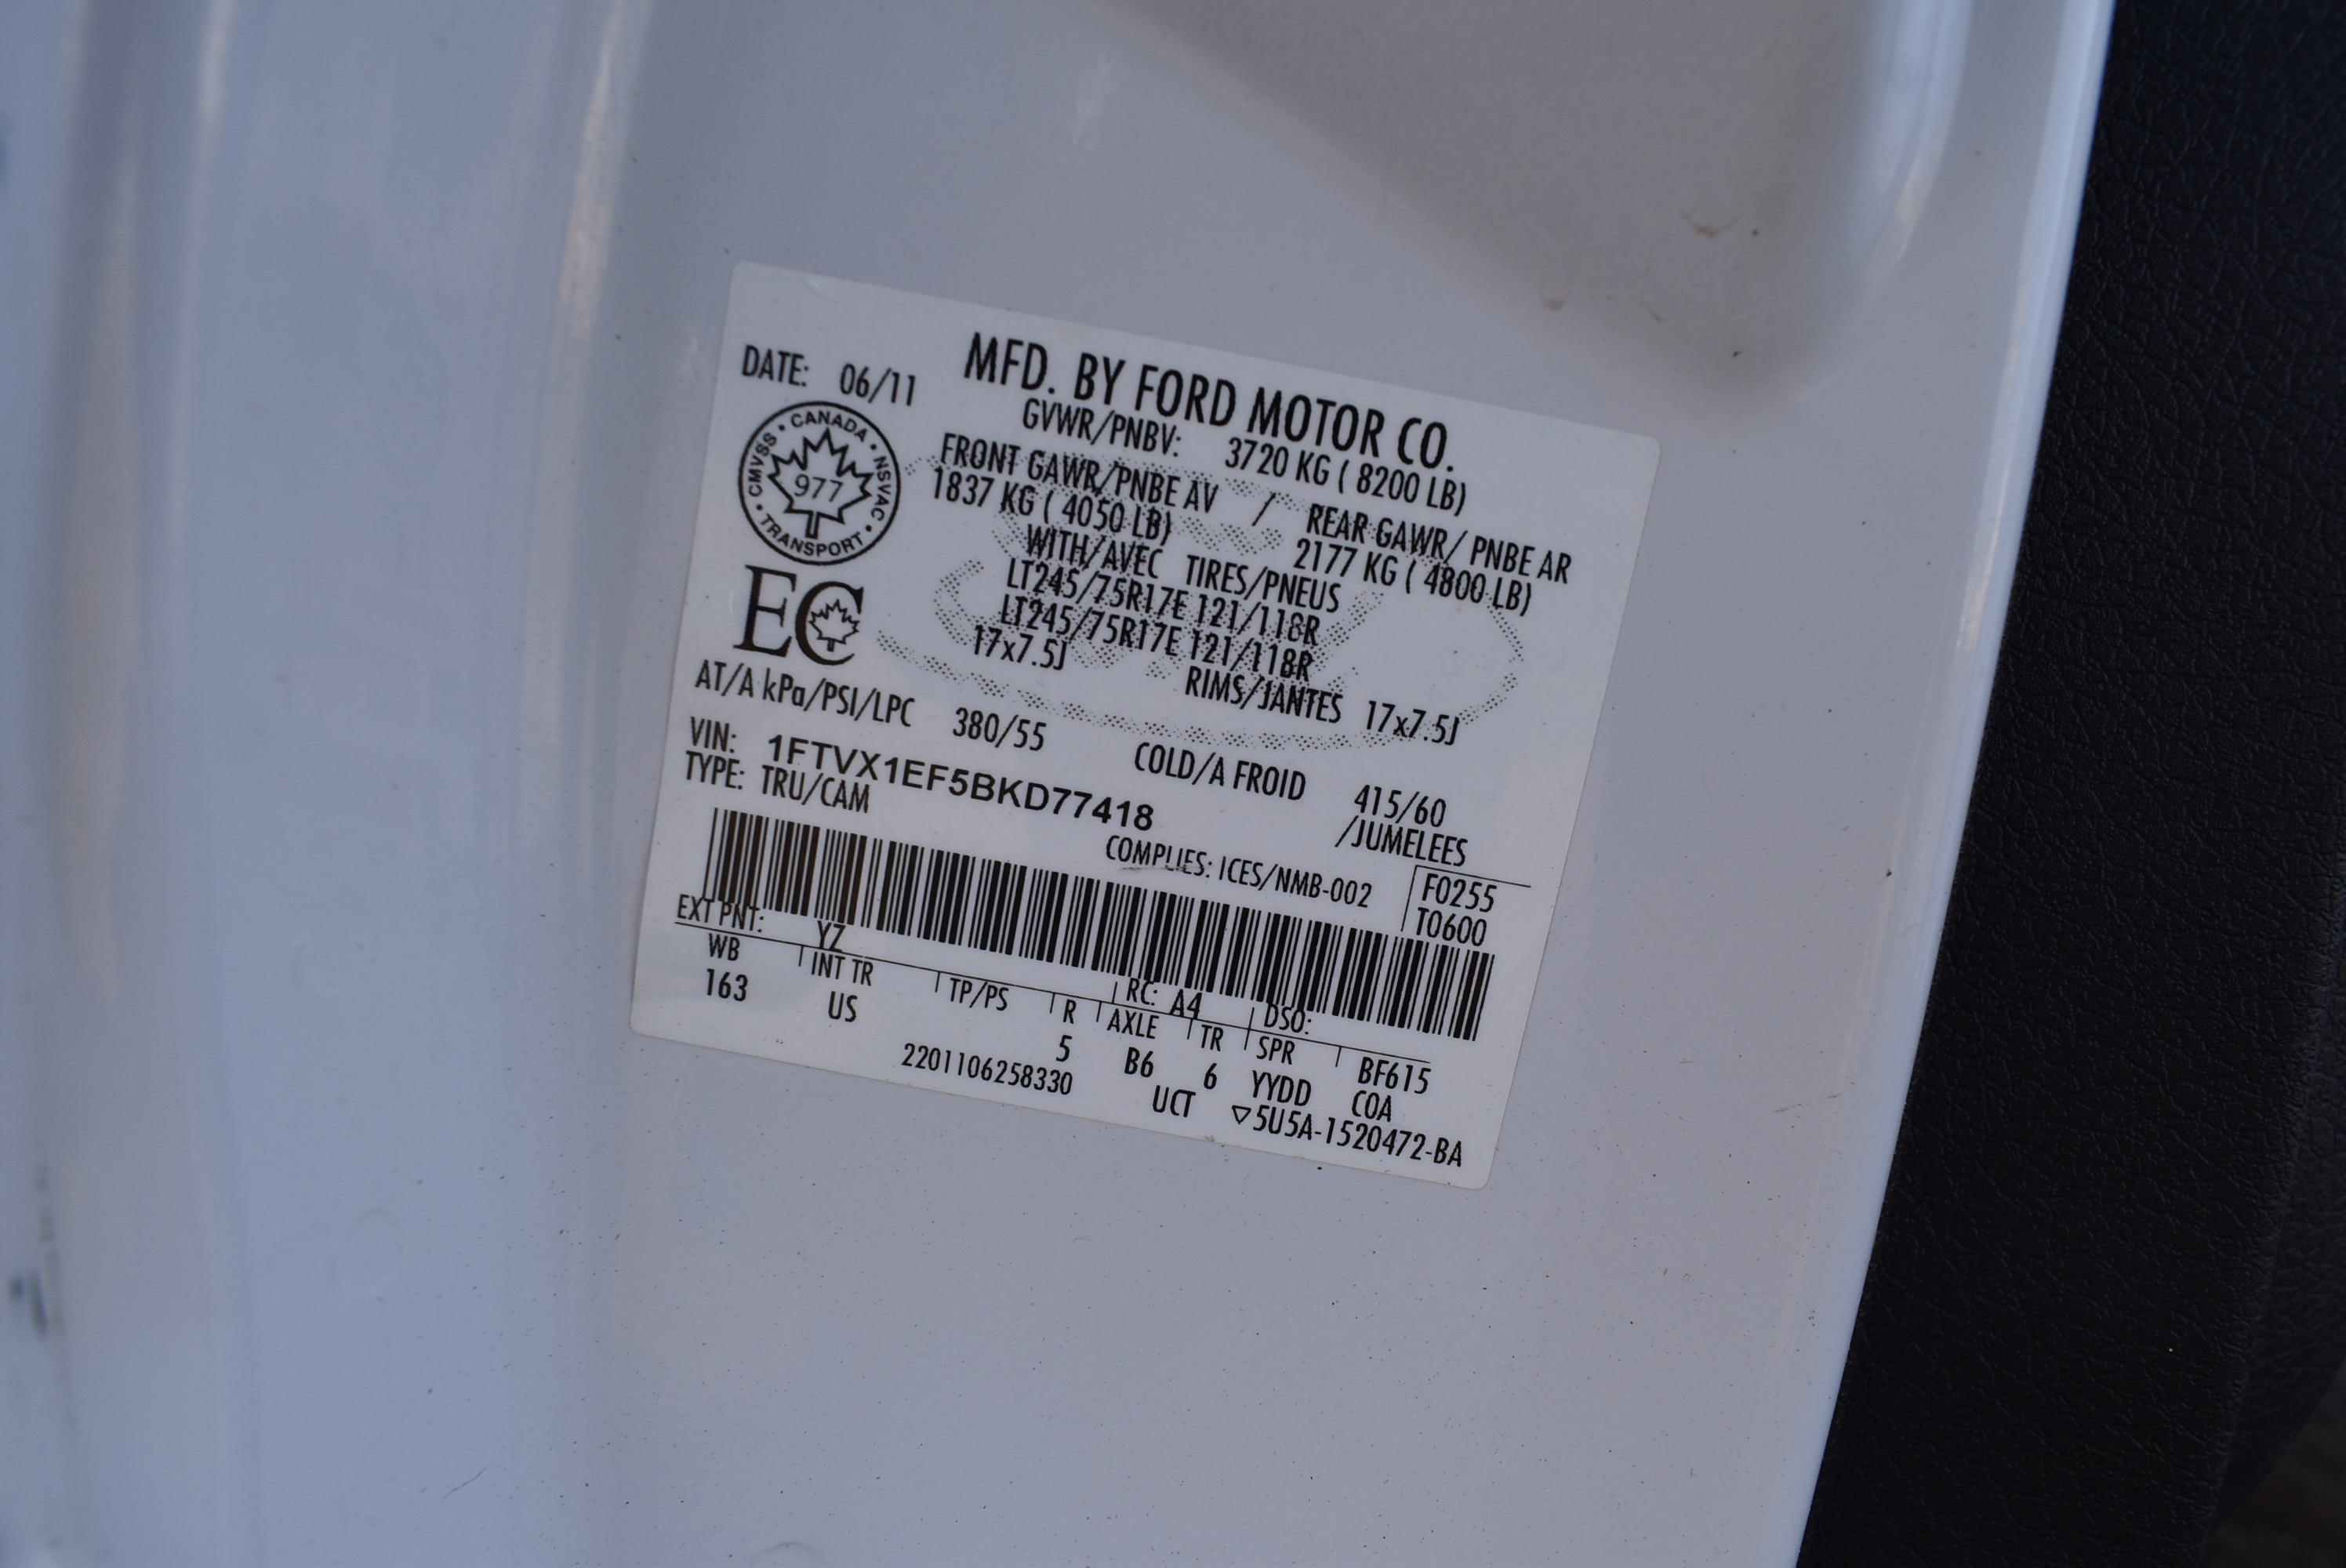 MFD. BY FORD MOTOR CO.
DATE: 06/11
GVWR/PNBV: 3720 KG ( 8200 LB)
FRONT GAWR/PNBE AV / REAR GAWR/ PNBE AR
1837 KG ( 4050 LB) 2177 KG ( 4800 LB)
WITH/AVEC TIRES/PNEUS
LT245/75R17E 121/118R
LT245/75R17E 121/118R
17x7.5J RIMS/JANTES 17x7.5J
AT/A kPa/PSI/LPC 380/55 COLD/A FROID 415/60
CANADA • NSVAC • TRANSPORT • CMVSS •
977
EC
VIN: 1FTVX1EF5BKD77418 /JUMELEES
TYPE: TRU/CAM
COMPLIES: ICES/NMB-002 F0255
T0600
EXT PNT: YZ RC: A4 DSO:
WB INT TR TP/PS R AXLE TR SPR BF615
163 US 5 B6 6 YYDD COA
2201106258330 UCT ▽5U5A-1520472-BA